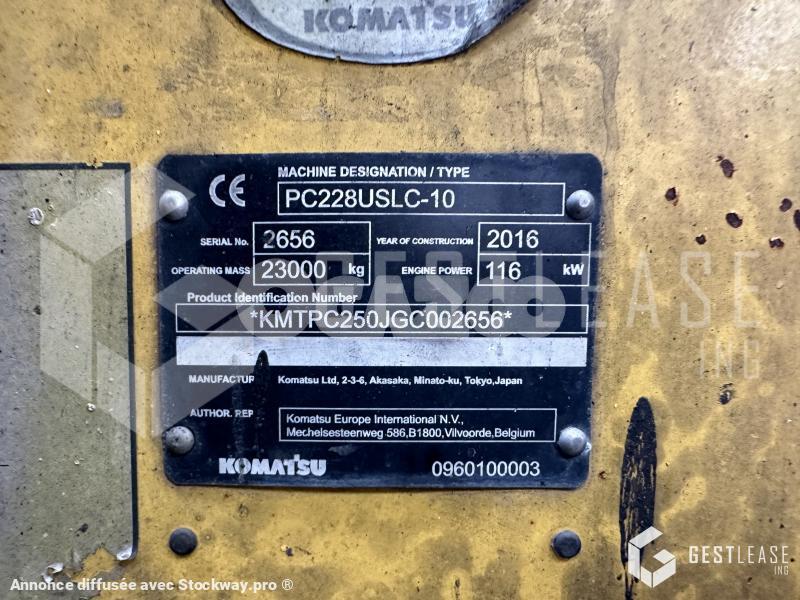 KOMATSU
CE
MACHINE DESIGNATION / TYPE
PC228USLC-10
SERIAL No. 2656 YEAR OF CONSTRUCTION 2016
OPERATING MASS 23000 kg ENGINE POWER 116 kW
Product Identification Number
*KMTPC250JGC002656*
MANUFACTUR Komatsu Ltd, 2-3-6, Akasaka, Minato-ku, Tokyo,Japan
AUTHOR. REP Komatsu Europe International N.V.,
Mechelsesteenweg 586,B1800,Vilvoorde,Belgium
KOMATSU 0960100003
GESTLEASE
ING
GESTLEASE
ING
Annonce diffusée avec Stockway.pro ®